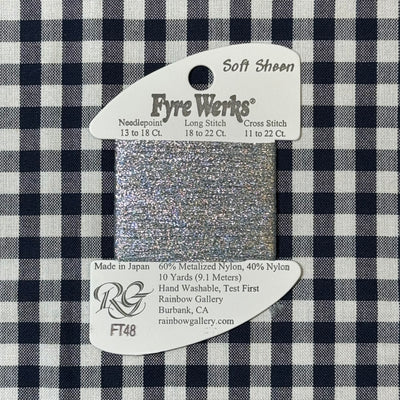 Soft Sheen
Fyre Werks®
Needlepoint Long Stitch Cross Stitch
13 to 18 Ct. 18 to 22 Ct. 11 to 22 Ct.
Made in Japan 60% Metalized Nylon, 40% Nylon
10 Yards (9.1 Meters)
Hand Washable, Test First
RG Rainbow Gallery
Burbank, CA
FT48 rainbowgallery.com